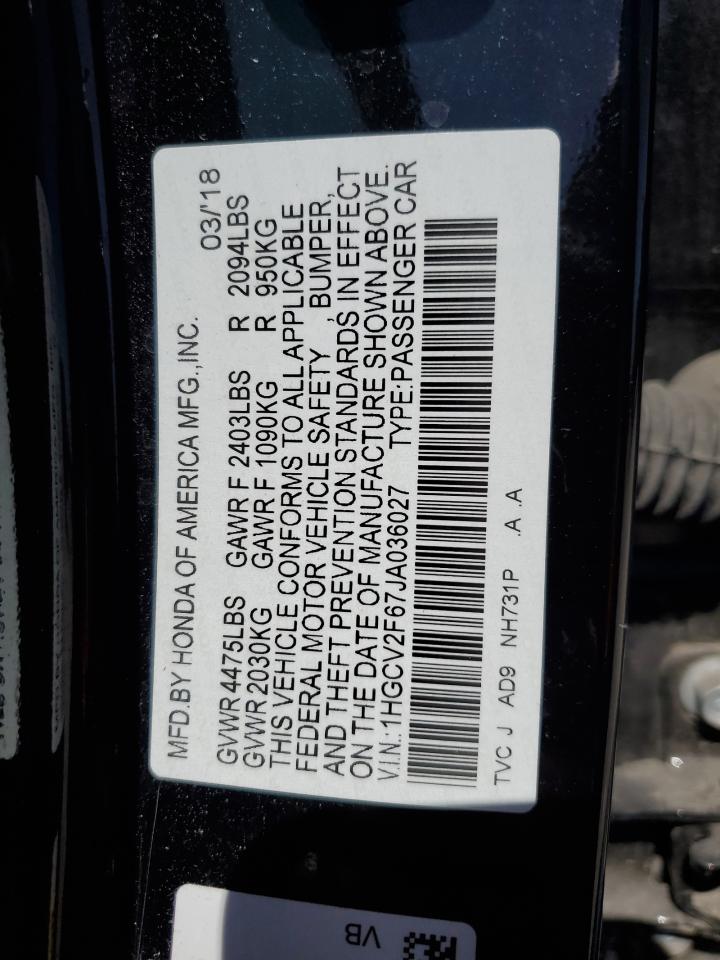 MFD.BY HONDA OF AMERICA MFG.,INC. 03/'18
GVWR 4475LBS GAWR F 2403LBS R 2094LBS
GVWR 2030KG GAWR F 1090KG R 950KG
THIS VEHICLE CONFORMS TO ALL APPLICABLE
FEDERAL MOTOR VEHICLE SAFETY , BUMPER,
AND THEFT PREVENTION STANDARDS IN EFFECT
ON THE DATE OF MANUFACTURE SHOWN ABOVE.
V.I.N.: 1HGCV2F67JA036027 TYPE:PASSENGER CAR
TVC J AD9 NH731P .A .A
VB